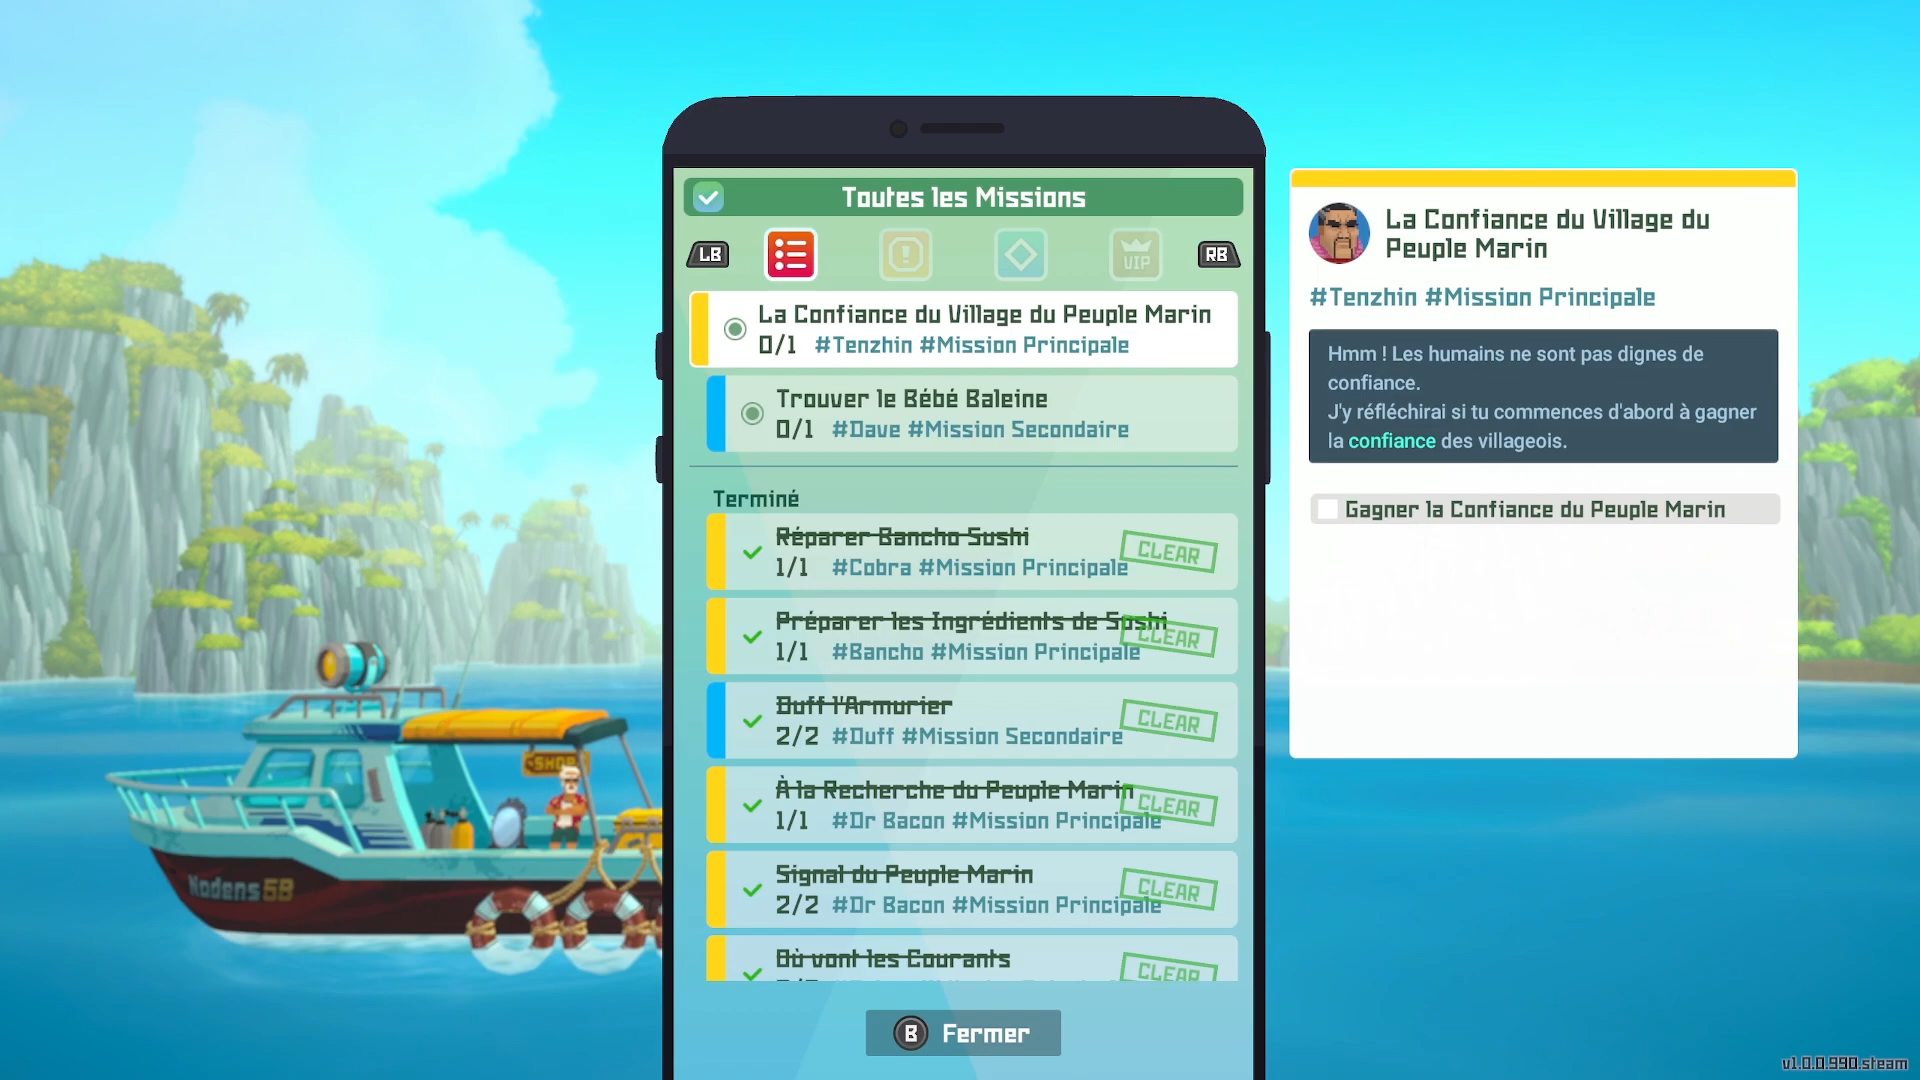 Toutes les Missions
LB
VIP
RB
La Confiance du Village du Peuple Marin
0/1 #Tenzhin #Mission Principale
Trouver le Bébé Baleine
0/1 #Dave #Mission Secondaire
Terminé
Réparer Bancho Sushi
1/1 #Cobra #Mission Principale
CLEAR
Préparer les Ingrédients de Sushi
1/1 #Bancho #Mission Principale
CLEAR
Duff l'Armurier
2/2 #Duff #Mission Secondaire
CLEAR
À la Recherche du Peuple Marin
1/1 #Dr Bacon #Mission Principale
CLEAR
Signal du Peuple Marin
2/2 #Dr Bacon #Mission Principale
CLEAR
Où vont les Courants
CLEAR
B Fermer
La Confiance du Village du
Peuple Marin
#Tenzhin #Mission Principale
Hmm ! Les humains ne sont pas dignes de
confiance.
J'y réfléchirai si tu commences d'abord à gagner
la confiance des villageois.
Gagner la Confiance du Peuple Marin
SHOP
Nodens 58
v1.0.0.990.steam